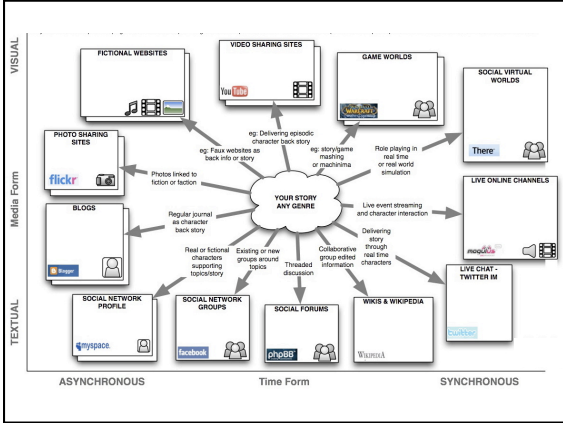 VISUAL
Media Form
TEXTUAL
FICTIONAL WEBSITES
VIDEO SHARING SITES
You Tube
GAME WORLDS
WARCRAFT
SOCIAL VIRTUAL
WORLDS
There
PHOTO SHARING
SITES
flickr
eg: Faux websites as
back info or story
eg: Delivering episodic
character back story
eg: story/game
mashing
or machinima
Role playing in
real time
or real world
simulation
Photos linked to
fiction or faction
YOUR STORY
ANY GENRE
LIVE ONLINE CHANNELS
mogulus
Live event streaming
and character interaction
BLOGS
Blogger
Regular journal
as character
back story
Real or fictional
characters
supporting
topics/story
Existing or new
groups around
topics
Threaded
discussion
Collaborative
group edited
information
Delivering
story
through
real time
characters
LIVE CHAT -
TWITTER IM
twitter
SOCIAL NETWORK
PROFILE
myspace.
SOCIAL NETWORK
GROUPS
facebook
SOCIAL FORUMS
phpBB
WIKIS & WIKIPEDIA
WIKIPEDIA
ASYNCHRONOUS
Time Form
SYNCHRONOUS